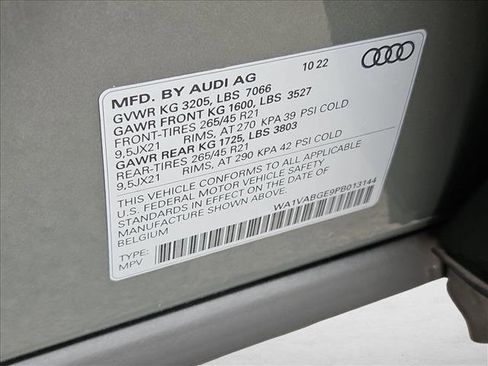 10 22
MFD. BY AUDI AG
GVWR KG 3205, LBS 7066
GAWR FRONT KG 1600, LBS 3527
FRONT-TIRES 265/45 R21
9,5JX21 RIMS, AT 270 KPA 39 PSI COLD
GAWR REAR KG 1725, LBS 3803
REAR-TIRES 265/45 R21
9,5JX21 RIMS, AT 290 KPA 42 PSI COLD
THIS VEHICLE CONFORMS TO ALL APPLICABLE
U.S. FEDERAL MOTOR VEHICLE SAFETY
STANDARDS IN EFFECT ON THE DATE OF
MANUFACTURE SHOWN ABOVE.
BELGIUM
WA1VABGE9PB013144
TYPE:
MPV